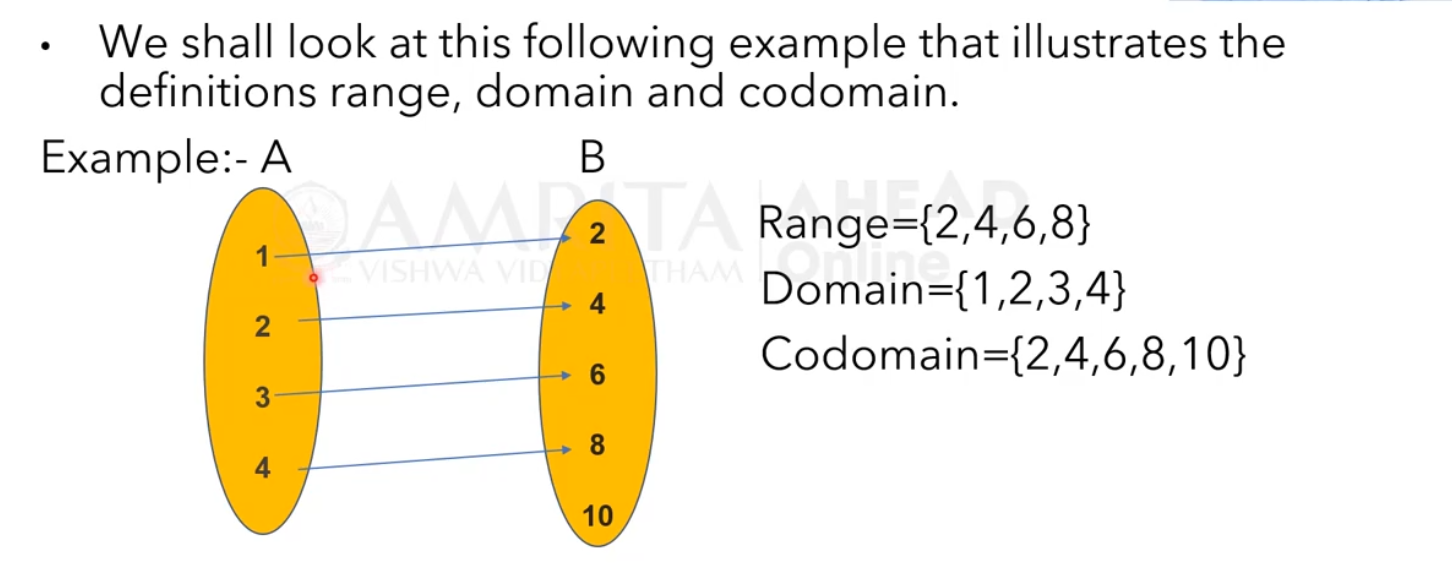 • We shall look at this following example that illustrates the
definitions range, domain and codomain.
Example:- A B
AMRITA AHEAD
VISHWA VID THAM Online
Range={2,4,6,8}
Domain={1,2,3,4}
Codomain={2,4,6,8,10}
1
2
3
4
2
4
6
8
10